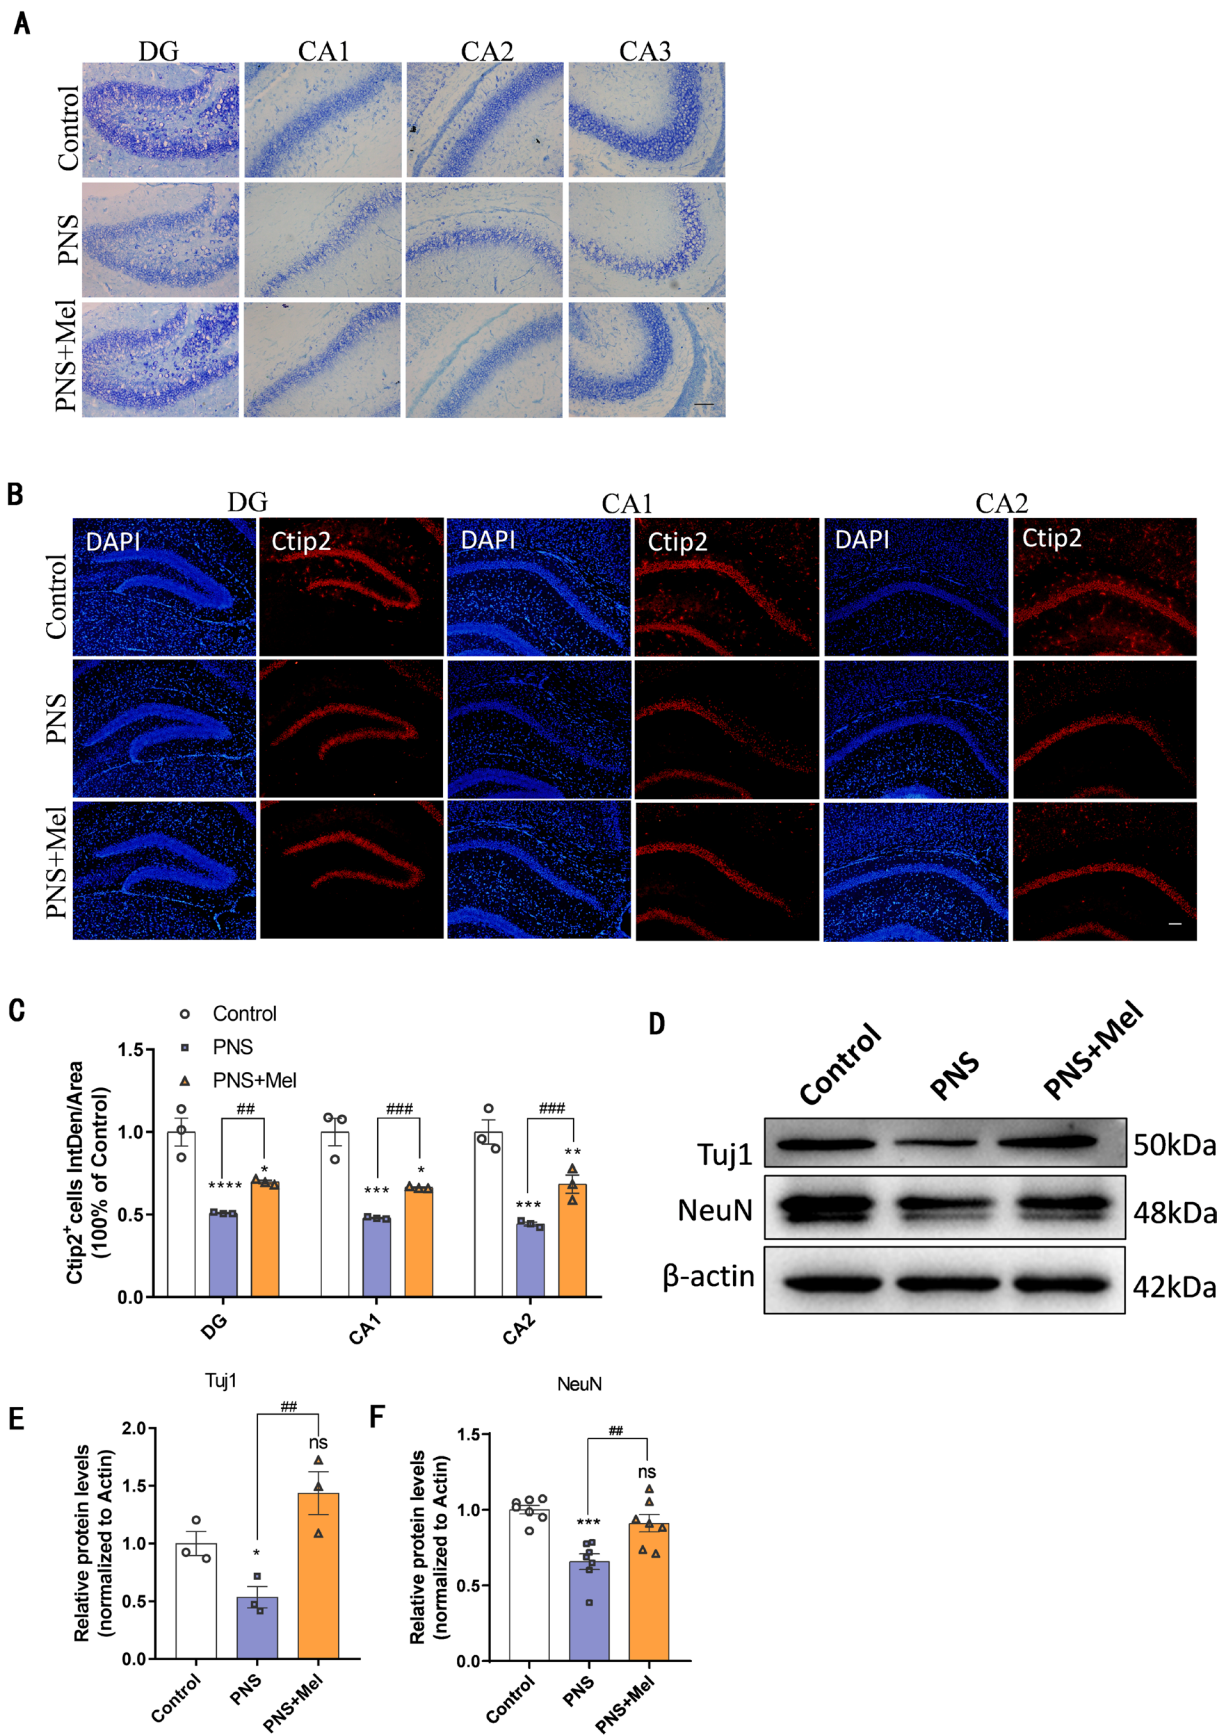 A
DG CA1 CA2 CA3
Control
PNS
PNS+Mel
B
DG CA1 CA2
DAPI Ctip2 DAPI Ctip2 DAPI Ctip2
Control
PNS
PNS+Mel
C
Control
PNS
PNS+Mel
Ctip2+ cells IntDen/Area
(100% of Control)
1.5
1.0
0.5
0.0
## ### ###
**** * *** * *** **
DG CA1 CA2
D
Control PNS PNS+Mel
Tuj1 50kDa
NeuN 48kDa
β-actin 42kDa
E
Tuj1
Relative protein levels
(normalized to Actin)
2.0
1.5
1.0
0.5
0.0
##
* ns
Control PNS PNS+Mel
F
NeuN
Relative protein levels
(normalized to Actin)
1.5
1.0
0.5
0.0
##
*** ns
Control PNS PNS+Mel